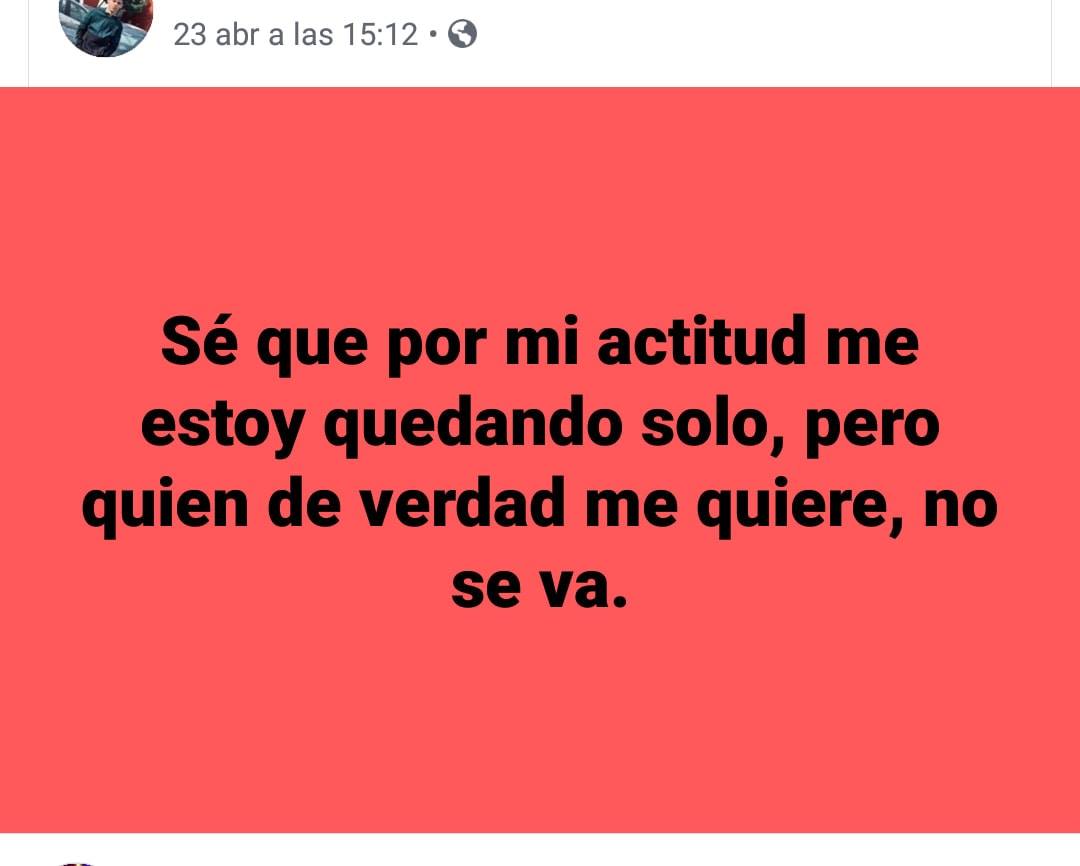 23 abr a las 15:12 •
Sé que por mi actitud me
estoy quedando solo, pero
quien de verdad me quiere, no
se va.